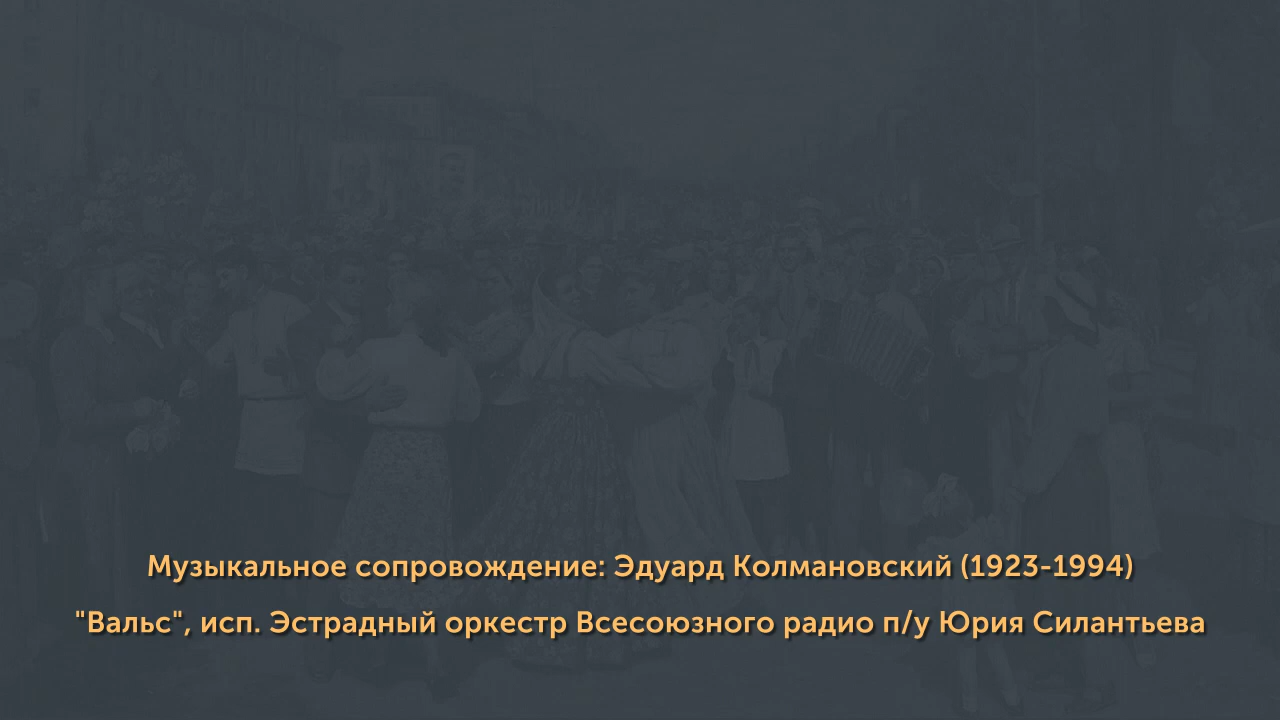 Музыкальное сопровождение: Эдуард Колмановский (1923-1994)
"Вальс", исп. Эстрадный оркестр Всесоюзного радио п/у Юрия Силантьева